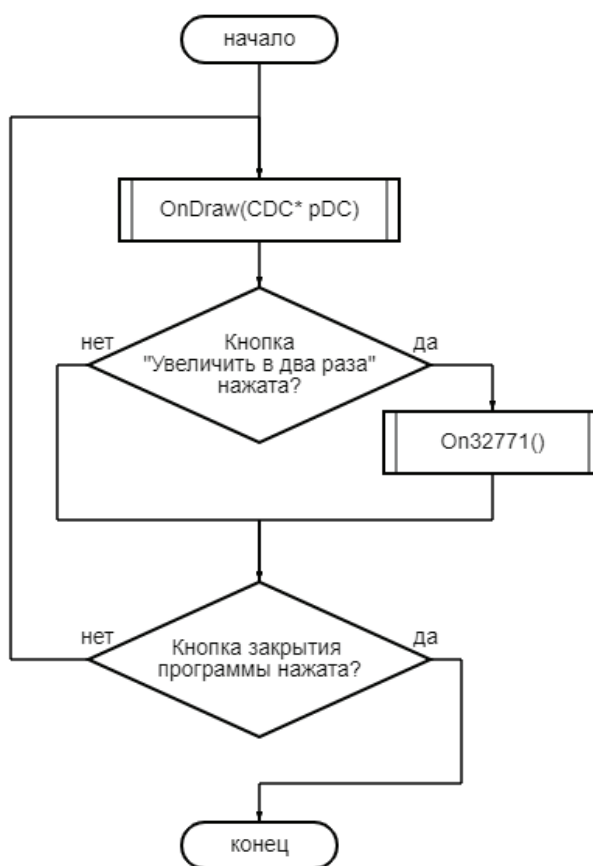 начало
OnDraw(CDC* pDC)
нет
да
Кнопка
"Увеличить в два раза"
нажата?
On32771()
нет
да
Кнопка закрытия
программы нажата?
конец